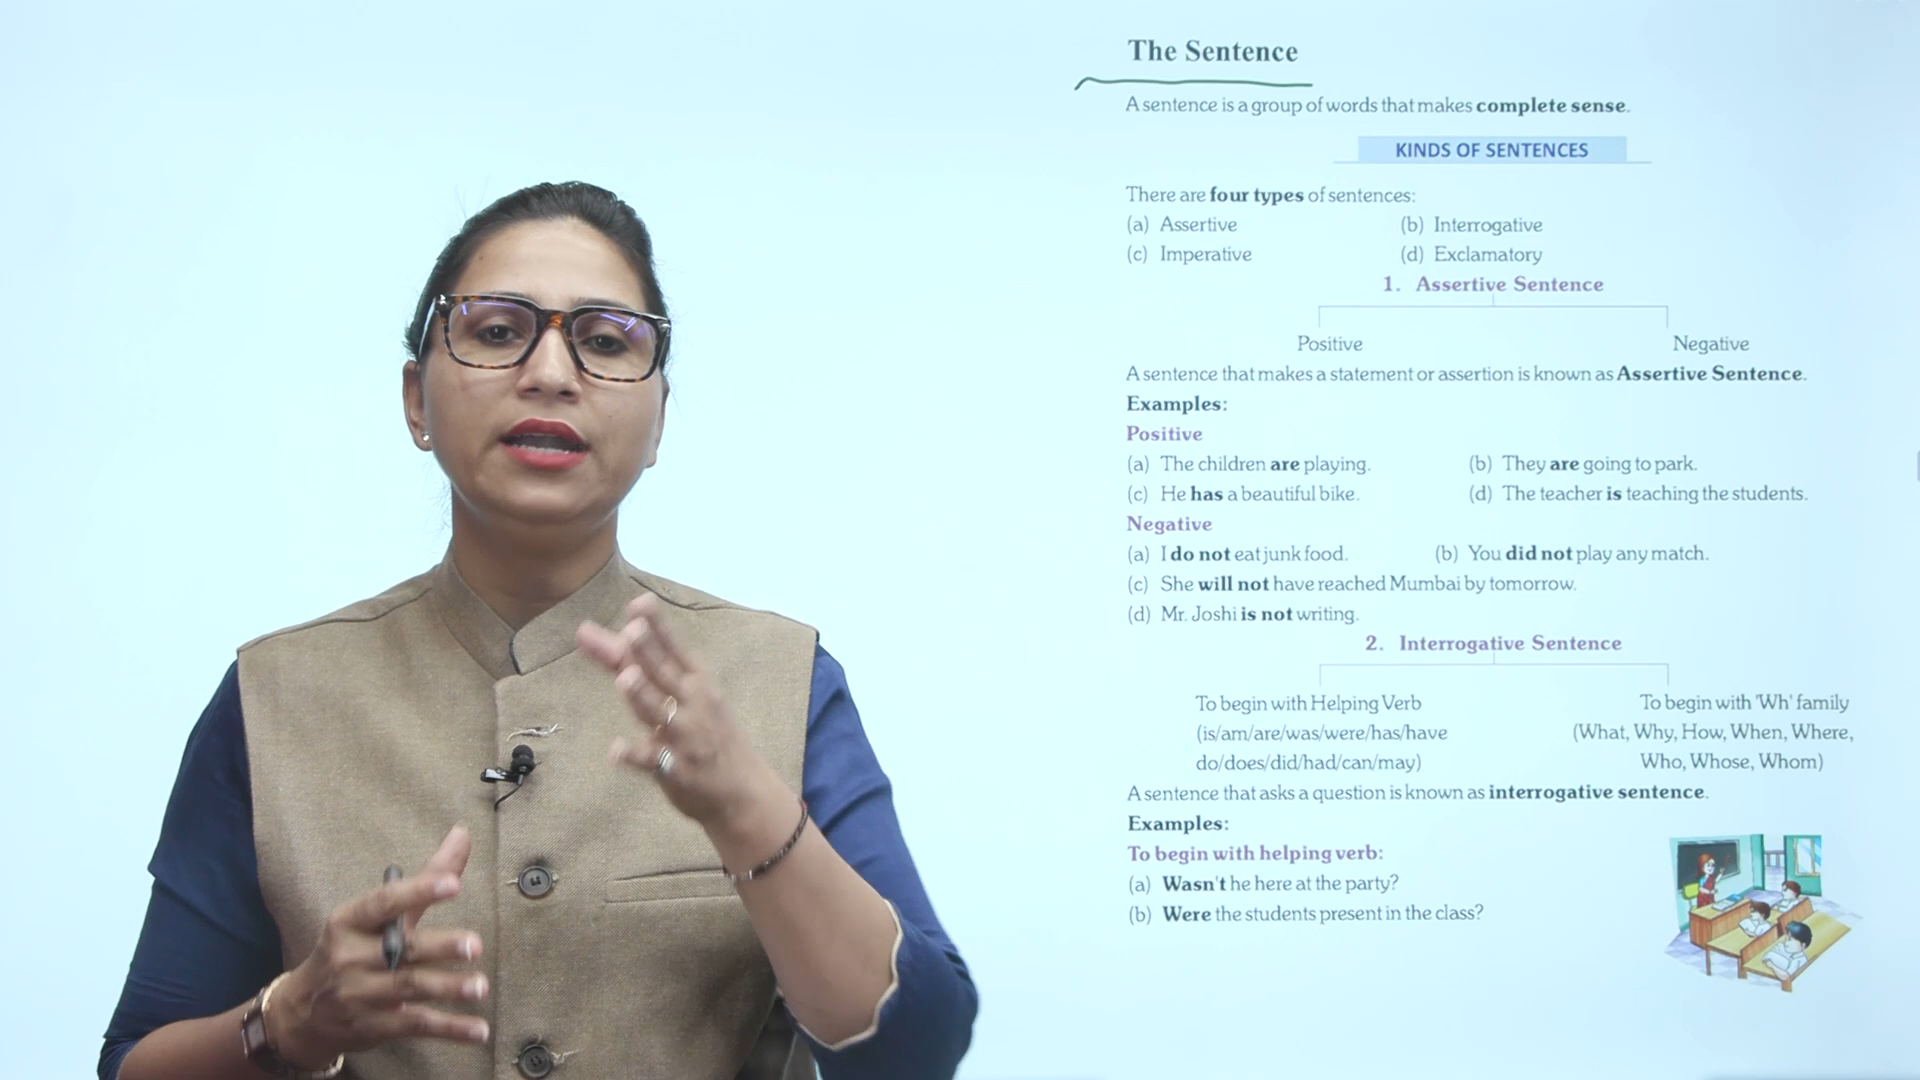 The Sentence
A sentence is a group of words that makes complete sense.
KINDS OF SENTENCES
There are four types of sentences:
(a) Assertive (b) Interrogative
(c) Imperative (d) Exclamatory
1. Assertive Sentence
Positive Negative
A sentence that makes a statement or assertion is known as Assertive Sentence.
Examples:
Positive
(a) The children are playing. (b) They are going to park.
(c) He has a beautiful bike. (d) The teacher is teaching the students.
Negative
(a) I do not eat junk food. (b) You did not play any match.
(c) She will not have reached Mumbai by tomorrow.
(d) Mr. Joshi is not writing.
2. Interrogative Sentence
To begin with Helping Verb To begin with 'Wh' family
(is/am/are/was/were/has/have (What, Why, How, When, Where,
do/does/did/had/can/may) Who, Whose, Whom)
A sentence that asks a question is known as interrogative sentence.
Examples:
To begin with helping verb:
(a) Wasn't he here at the party?
(b) Were the students present in the class?